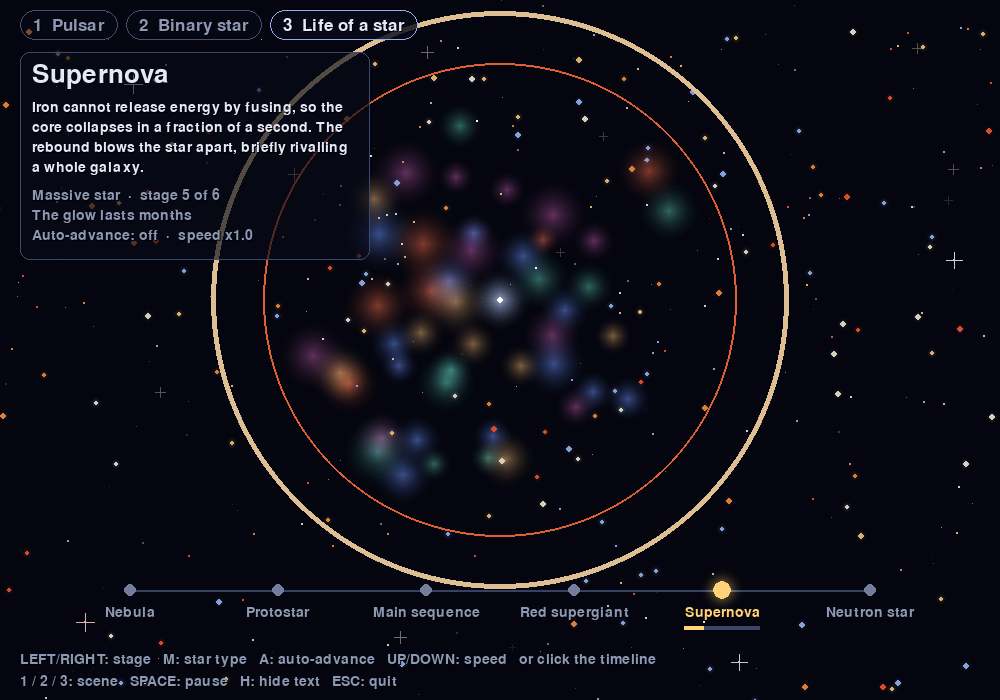 1 Pulsar 2 Binary star 3 Life of a star
Supernova
Iron cannot release energy by fusing, so the
core collapses in a fraction of a second. The
rebound blows the star apart, briefly rivalling
a whole galaxy.
Massive star · stage 5 of 6
The glow lasts months
Auto-advance: off · speed x1.0
Nebula Protostar Main sequence Red supergiant Supernova Neutron star
LEFT/RIGHT: stage M: star type A: auto-advance UP/DOWN: speed or click the timeline
1 / 2 / 3: scene SPACE: pause H: hide text ESC: quit